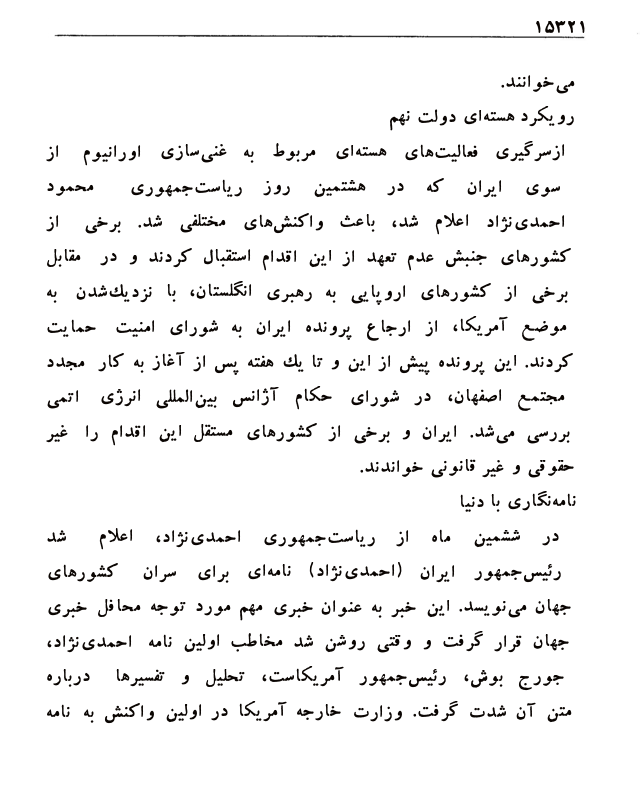 ۱۵۳۲۱
می‌خوانند.
رویکرد هسته‌ای دولت نهم
ازسرگیری فعالیت‌های هسته‌ای مربوط به غنی‌سازی اورانیوم از
سوی ایران که در هشتمین روز ریاست‌جمهوری محمود
احمدی‌نژاد اعلام شد، باعث واکنش‌های مختلفی شد. برخی از
کشورهای جنبش عدم تعهد از این اقدام استقبال کردند و در مقابل
برخی از کشورهای اروپایی به رهبری انگلستان، با نزدیك‌شدن به
موضع آمریکا، از ارجاع پرونده ایران به شورای امنیت حمایت
کردند. این پرونده پیش از این و تا یك هفته پس از آغاز به کار مجدد
مجتمع اصفهان، در شورای حکام آژانس بین‌المللی انرژی اتمی
بررسی می‌شد. ایران و برخی از کشورهای مستقل این اقدام را غیر
حقوقی و غیر قانونی خواندند.
نامه‌نگاری با دنیا
در ششمین ماه از ریاست‌جمهوری احمدی‌نژاد، اعلام شد
رئیس‌جمهور ایران (احمدی‌نژاد) نامه‌ای برای سران کشورهای
جهان می‌نویسد. این خبر به عنوان خبری مهم مورد توجه محافل خبری
جهان قرار گرفت و وقتی روشن شد مخاطب اولین نامه احمدی‌نژاد،
جورج بوش، رئیس‌جمهور آمریکاست، تحلیل و تفسیرها درباره
متن آن شدت گرفت. وزارت خارجه آمریکا در اولین واکنش به نامه